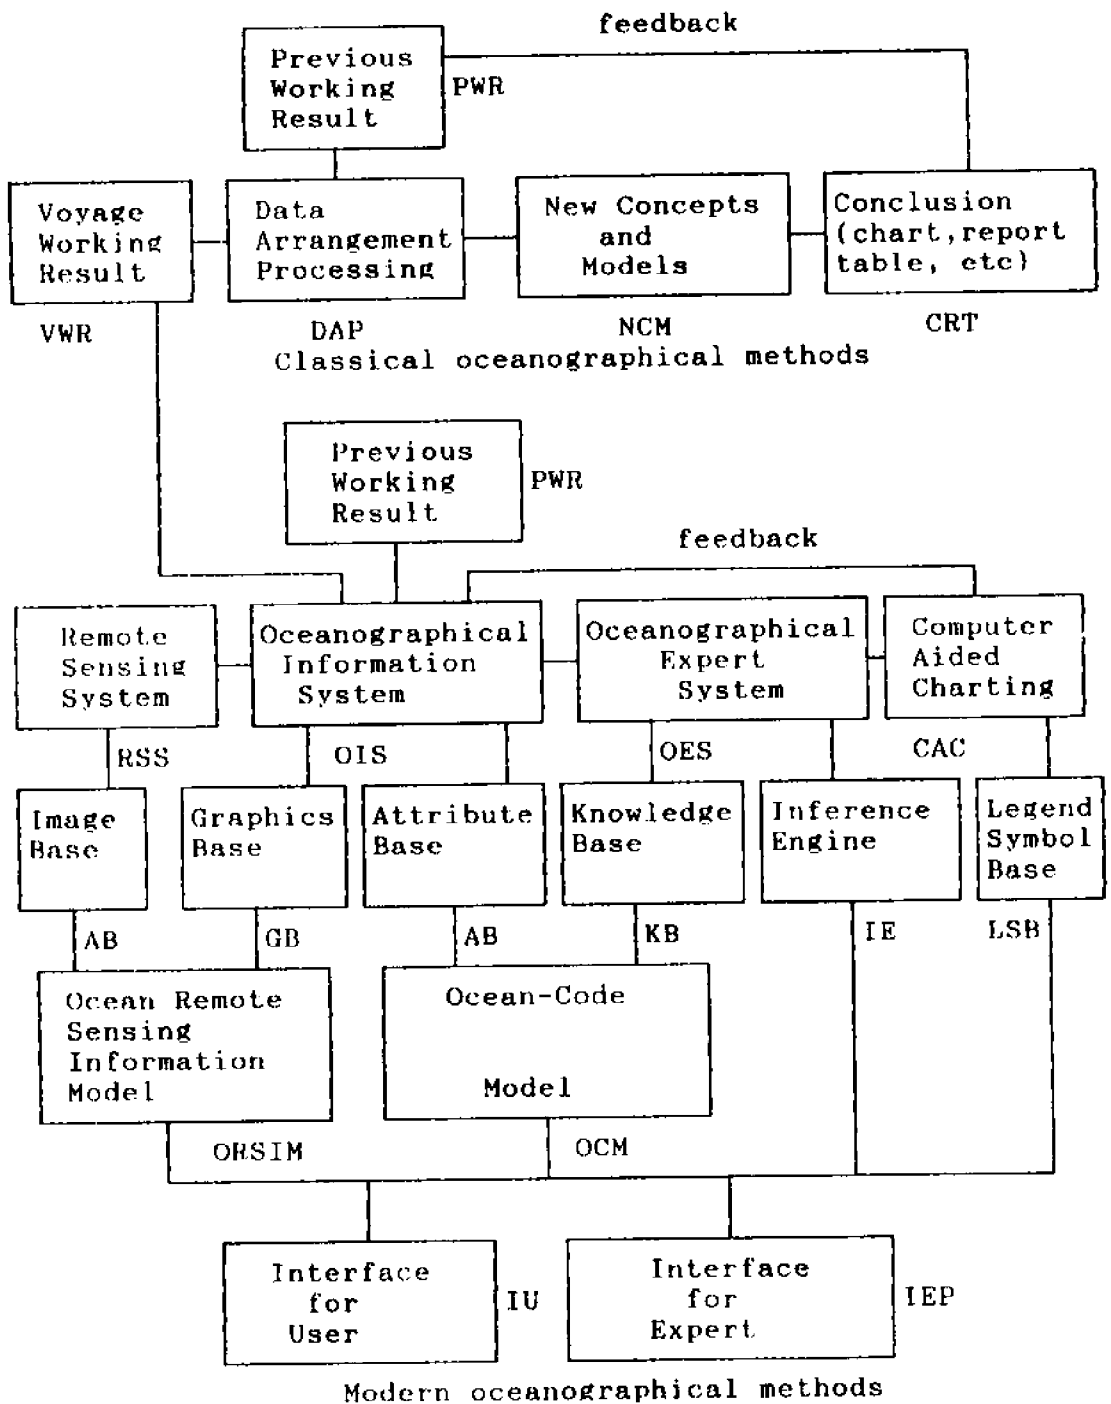 feedback
Previous
Working
Result
PWR
Voyage
Working
Result
Data
Arrangement
Processing
New Concepts
and
Models
Conclusion
(chart,report
table, etc)
VWR
DAP
NCM
CRT
Classical oceanographical methods
Previous
Working
Result
PWR
feedback
Remote
Sensing
System
Oceanographical
Information
System
Oceanographical
Expert
System
Computer
Aided
Charting
RSS
OIS
OES
CAC
Image
Base
Graphics
Base
Attribute
Base
Knowledge
Base
Inference
Engine
Legend
Symbol
Base
AB
GB
AB
KB
IE
LSB
Ocean Remote
Sensing
Information
Model
Ocean-Code
Model
ORSIM
OCM
Interface
for
User
IU
Interface
for
Expert
IEP
Modern oceanographical methods